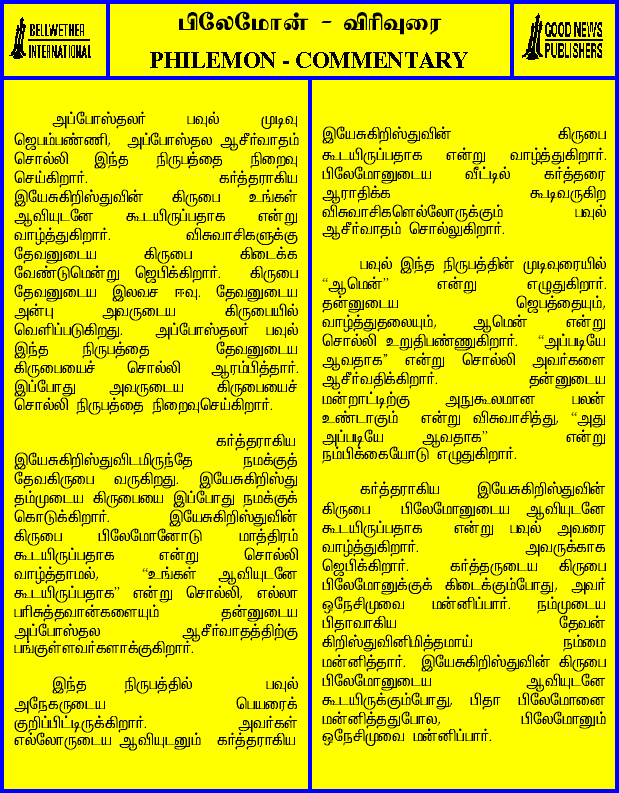 BELLWETHER
INTERNATIONAL
பிலேமோன் - விரிவுரை
PHILEMON - COMMENTARY
GOOD NEWS
PUBLISHERS
அப்போஸ்தலர் பவுல் முடிவு
ஜெபம்பண்ணி, அப்போஸ்தல ஆசீர்வாதம்
சொல்லி இந்த நிருபத்தை நிறைவு
செய்கிறார். கர்த்தராகிய
இயேசுகிறிஸ்துவின் கிருபை உங்கள்
ஆவியுடனே கூடயிருப்பதாக என்று
வாழ்த்துகிறார். விசுவாசிகளுக்கு
தேவனுடைய கிருபை கிடைக்க
வேண்டுமென்று ஜெபிக்கிறார். கிருபை
தேவனுடைய இலவச ஈவு. தேவனுடைய
அன்பு அவருடைய கிருபையில்
வெளிப்படுகிறது. அப்போஸ்தலர் பவுல்
இந்த நிருபத்தை தேவனுடைய
கிருபையைச் சொல்லி ஆரம்பித்தார்.
இப்போது அவருடைய கிருபையைச்
சொல்லி நிருபத்தை நிறைவுசெய்கிறார்.
கர்த்தராகிய
இயேசுகிறிஸ்துவிடமிருந்தே நமக்குத்
தேவகிருபை வருகிறது. இயேசுகிறிஸ்து
தம்முடைய கிருபையை இப்போது நமக்குக்
கொடுக்கிறார். இயேசுகிறிஸ்துவின்
கிருபை பிலேமோனோடு மாத்திரம்
கூடயிருப்பதாக என்று சொல்லி
வாழ்த்தாமல், “உங்கள் ஆவியுடனே
கூடயிருப்பதாக” என்று சொல்லி, எல்லா
பரிசுத்தவான்களையும் தன்னுடைய
அப்போஸ்தல ஆசீர்வாதத்திற்கு
பங்குள்ளவர்களாக்குகிறார்.
இந்த நிருபத்தில் பவுல்
அநேகருடைய பெயரைக்
குறிப்பிட்டிருக்கிறார். அவர்கள்
எல்லோருடைய ஆவியுடனும் கர்த்தராகிய
இயேசுகிறிஸ்துவின் கிருபை
கூடயிருப்பதாக என்று வாழ்த்துகிறார்.
பிலேமோனுடைய வீட்டில் கர்த்தரை
ஆராதிக்க கூடிவருகிற
விசுவாசிகளெல்லோருக்கும் பவுல்
ஆசீர்வாதம் சொல்லுகிறார்.
பவுல் இந்த நிருபத்தின் முடிவுரையில்
“ஆமென்” என்று எழுதுகிறார்.
தன்னுடைய ஜெபத்தையும்,
வாழ்த்துதலையும், ஆமென் என்று
சொல்லி உறுதிபண்ணுகிறார். “அப்படியே
ஆவதாக” என்று சொல்லி அவர்களை
ஆசீர்வதிக்கிறார். தன்னுடைய
மன்றாட்டிற்கு அநுகூலமான பலன்
உண்டாகும் என்று விசுவாசித்து, “அது
அப்படியே ஆவதாக” என்று
நம்பிக்கையோடு எழுதுகிறார்.
கர்த்தராகிய இயேசுகிறிஸ்துவின்
கிருபை பிலேமோனுடைய ஆவியுடனே
கூடயிருப்பதாக என்று பவுல் அவரை
வாழ்த்துகிறார். அவருக்காக
ஜெபிக்கிறார். கர்த்தருடைய கிருபை
பிலேமோனுக்குக் கிடைக்கும்போது, அவர்
ஒநேசிமுவை மன்னிப்பார். நம்முடைய
பிதாவாகிய தேவன்
கிறிஸ்துவினிமித்தமாய் நம்மை
மன்னித்தார். இயேசுகிறிஸ்துவின் கிருபை
பிலேமோனுடைய ஆவியுடனே
கூடயிருக்கும்போது, பிதா பிலேமோனை
மன்னித்ததுபோல, பிலேமோனும்
ஒநேசிமுவை மன்னிப்பார்.